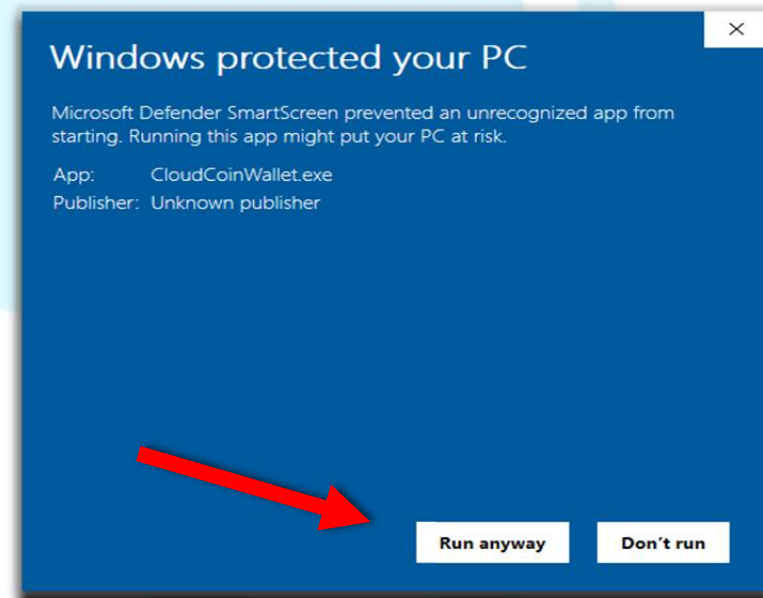 Windows protected your PC
Microsoft Defender SmartScreen prevented an unrecognized app from
starting. Running this app might put your PC at risk.
App: CloudCoinWallet.exe
Publisher: Unknown publisher
Run anyway Don't run